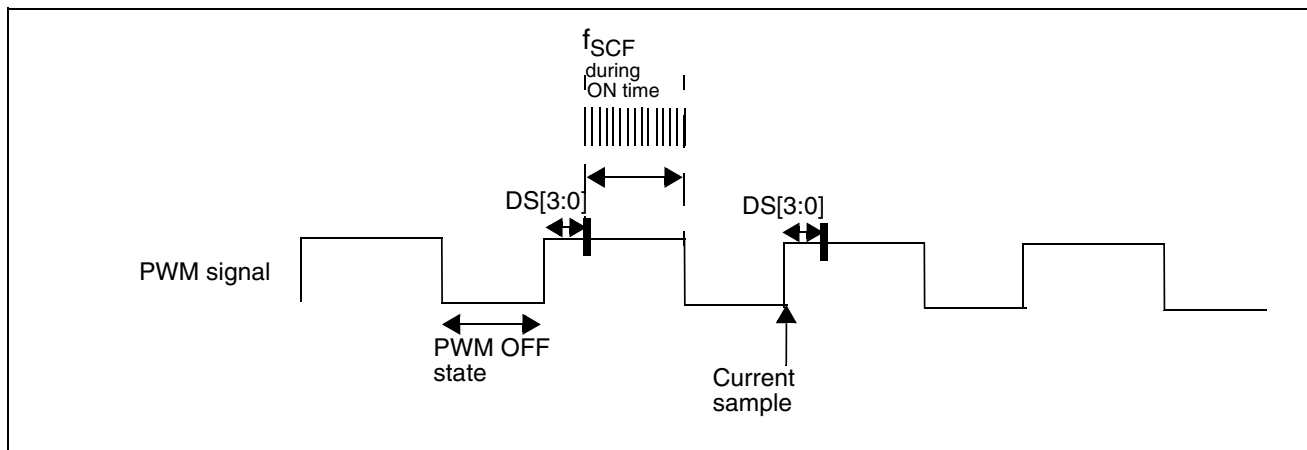 fSCF
during
ON time
DS[3:0]
DS[3:0]
PWM signal
PWM OFF
state
Current
sample